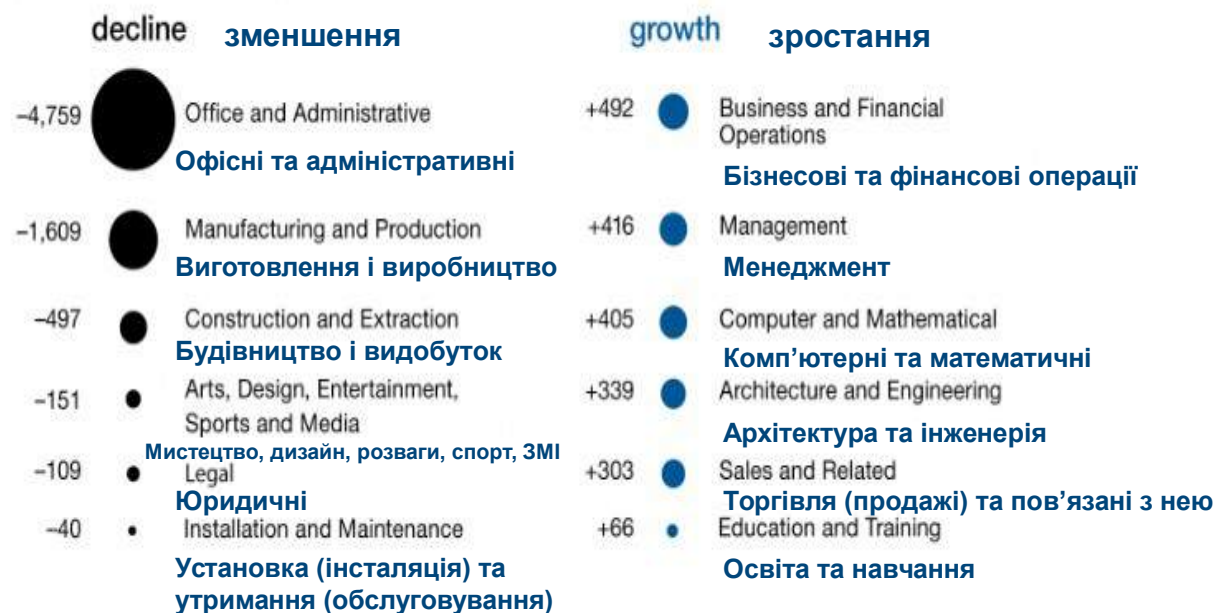 decline зменшення
growth зростання
–4,759 Office and Administrative
Офісні та адміністративні
–1,609 Manufacturing and Production
Виготовлення і виробництво
–497 Construction and Extraction
Будівництво і видобуток
–151 Arts, Design, Entertainment,
Sports and Media
Мистецтво, дизайн, розваги, спорт, ЗМІ
–109 Legal
Юридичні
–40 Installation and Maintenance
Установка (інсталяція) та
утримання (обслуговування)
+492 Business and Financial
Operations
Бізнесові та фінансові операції
+416 Management
Менеджмент
+405 Computer and Mathematical
Комп’ютерні та математичні
+339 Architecture and Engineering
Архітектура та інженерія
+303 Sales and Related
Торгівля (продажі) та пов’язані з нею
+66 Education and Training
Освіта та навчання